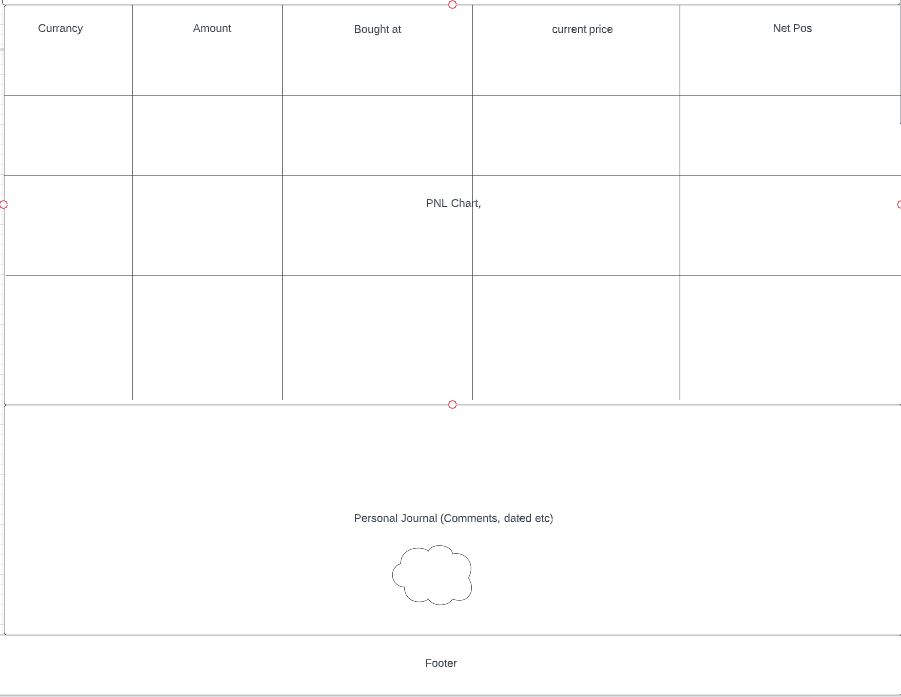 Currancy
Amount
Bought at
current price
Net Pos
PNL Chart,
Personal Journal (Comments, dated etc)
Footer